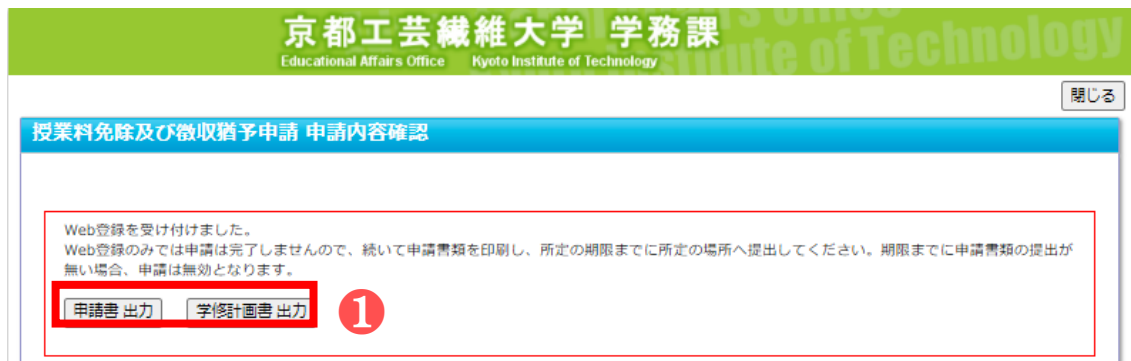 京都工芸繊維大学 学務課
Educational Affairs Office Kyoto Institute of Technology
閉じる
授業料免除及び徴収猶予申請 申請内容確認
Web登録を受け付けました。
Web登録のみでは申請は完了しませんので、続いて申請書類を印刷し、所定の期限までに所定の場所へ提出してください。期限までに申請書類の提出が
無い場合、申請は無効となります。
申請書 出力 学修計画書 出力 1